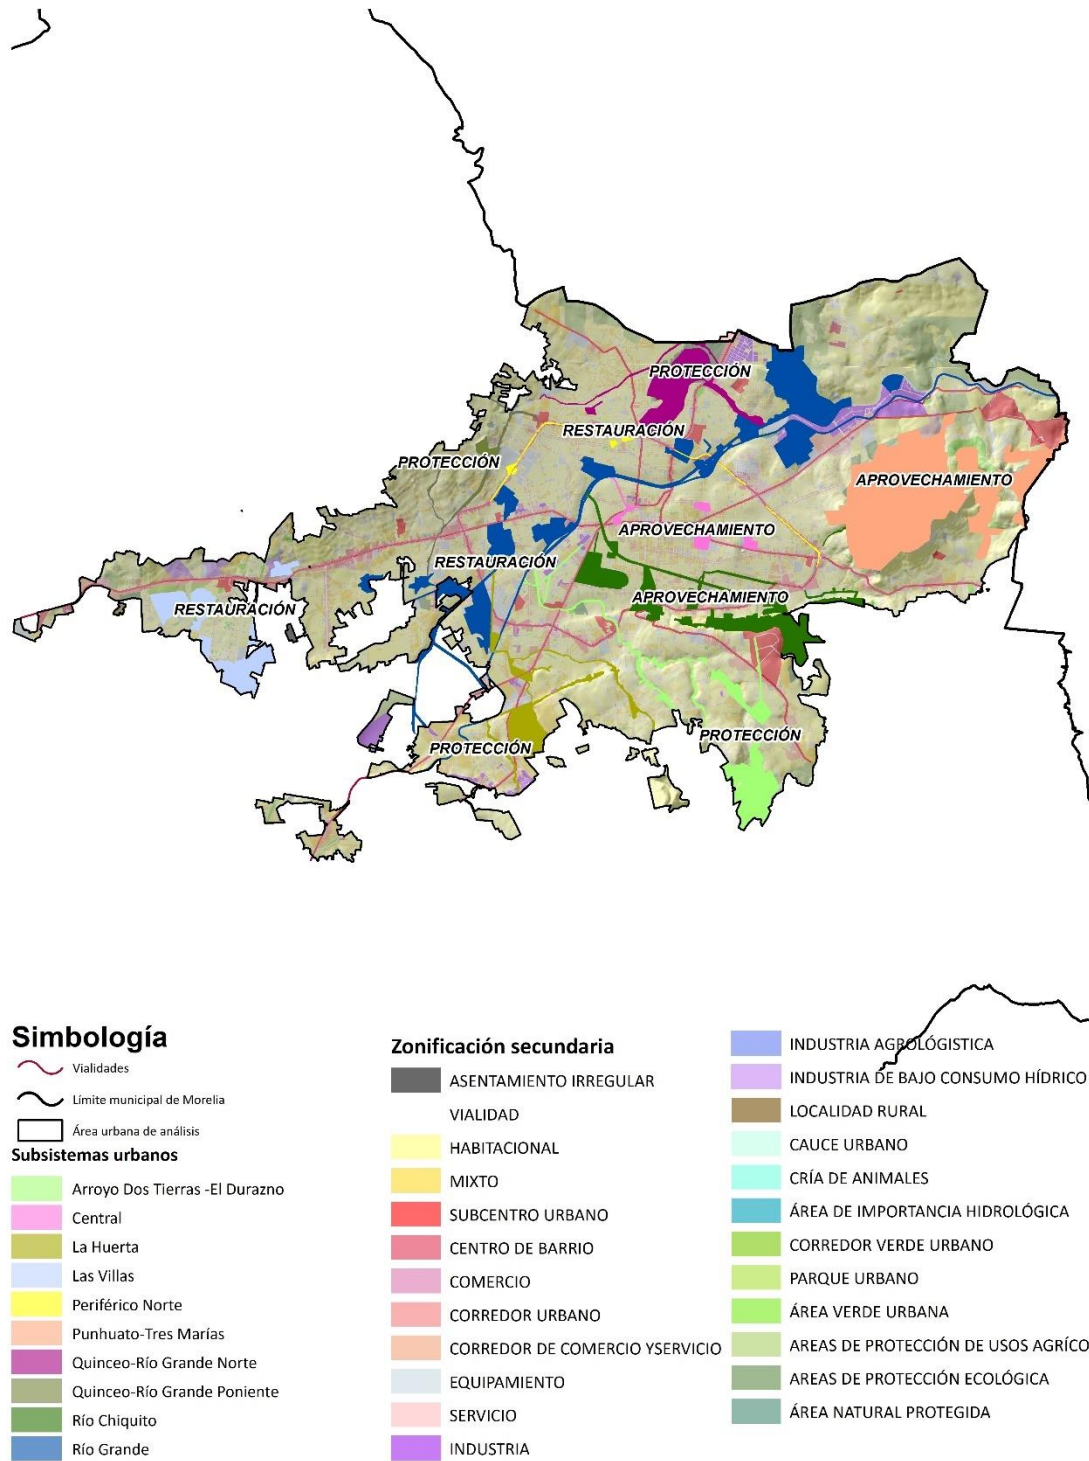 PROTECCIÓN
RESTAURACIÓN
PROTECCIÓN
APROVECHAMIENTO
APROVECHAMIENTO
RESTAURACIÓN
APROVECHAMIENTO
RESTAURACIÓN
PROTECCIÓN
PROTECCIÓN
Simbología
Vialidades
Límite municipal de Morelia
Área urbana de análisis
Subsistemas urbanos
Arroyo Dos Tierras -El Durazno
Central
La Huerta
Las Villas
Periférico Norte
Punhuato-Tres Marías
Quinceo-Río Grande Norte
Quinceo-Río Grande Poniente
Río Chiquito
Río Grande
Zonificación secundaria
ASENTAMIENTO IRREGULAR
VIALIDAD
HABITACIONAL
MIXTO
SUBCENTRO URBANO
CENTRO DE BARRIO
COMERCIO
CORREDOR URBANO
CORREDOR DE COMERCIO YSERVICIO
EQUIPAMIENTO
SERVICIO
INDUSTRIA
INDUSTRIA AGROLÓGISTICA
INDUSTRIA DE BAJO CONSUMO HÍDRICO
LOCALIDAD RURAL
CAUCE URBANO
CRÍA DE ANIMALES
ÁREA DE IMPORTANCIA HIDROLÓGICA
CORREDOR VERDE URBANO
PARQUE URBANO
ÁREA VERDE URBANA
AREAS DE PROTECCIÓN DE USOS AGRÍCO
AREAS DE PROTECCIÓN ECOLÓGICA
ÁREA NATURAL PROTEGIDA